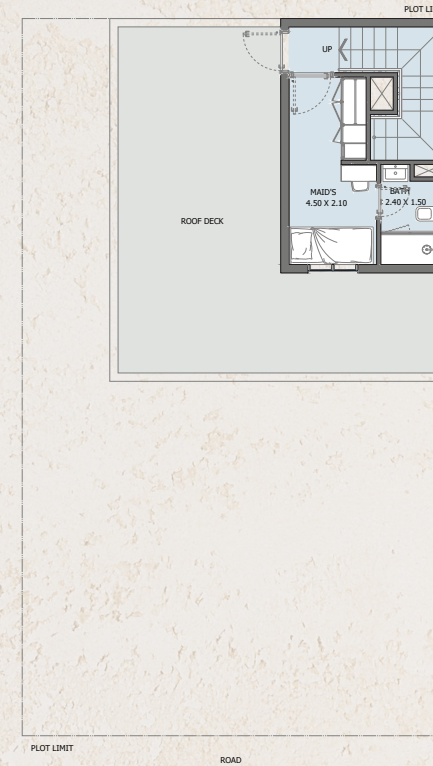 PLOT LI
UP
MAID'S
4.50 X 2.10
BATH
2.40 X 1.50
ROOF DECK
PLOT LIMIT
ROAD